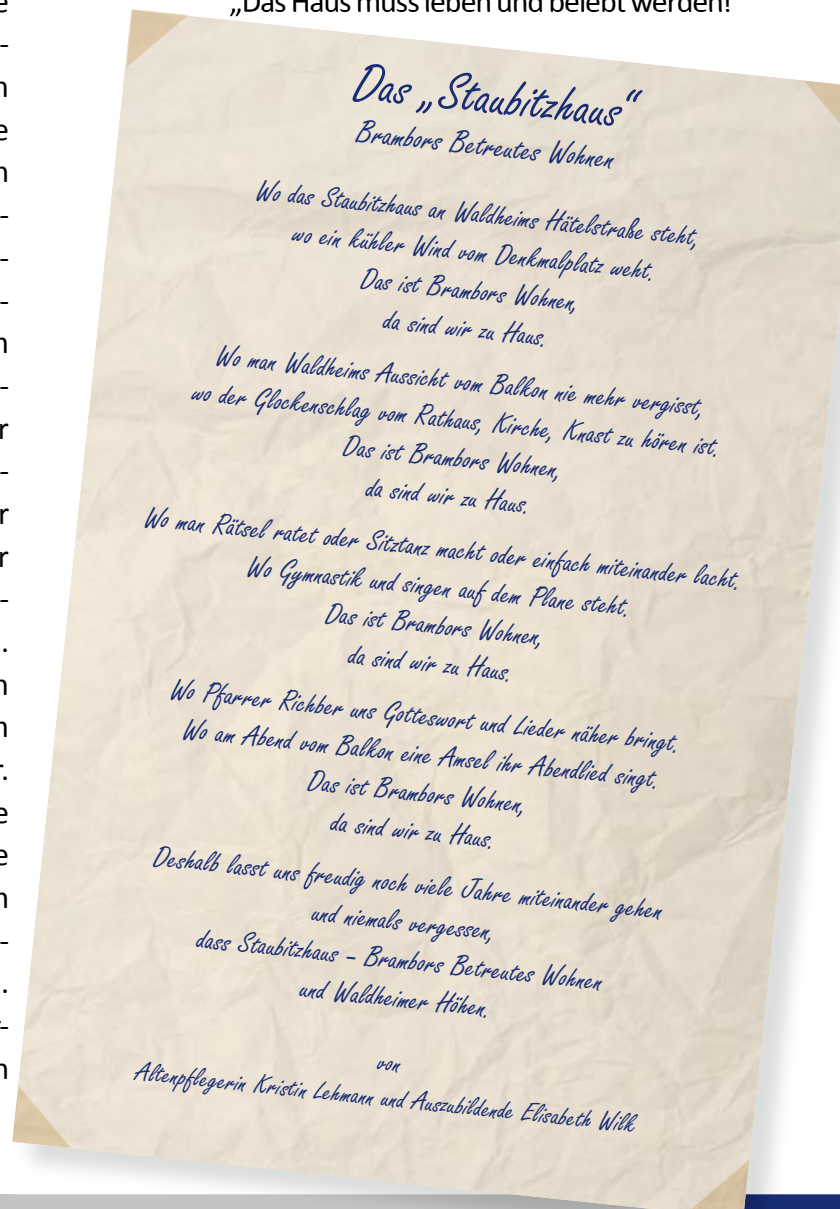 „Das Haus muss leben und belebt werden!
Das „Staubitzhaus“
Brambors Betreutes Wohnen
Wo das Staubitzhaus an Waldheims Hätelstraße steht,
wo ein kühler Wind vom Denkmalplatz weht.
Das ist Brambors Wohnen,
da sind wir zu Haus.
Wo man Waldheims Aussicht vom Balkon nie mehr vergisst,
wo der Glockenschlag vom Rathaus, Kirche, Knast zu hören ist.
Das ist Brambors Wohnen,
da sind wir zu Haus.
Wo man Rätsel ratet oder Sitztanz macht oder einfach miteinander lacht.
Wo Gymnastik und singen auf dem Plane steht.
Das ist Brambors Wohnen,
da sind wir zu Haus.
Wo Pfarrer Richber uns Gotteswort und Lieder näher bringt.
Wo am Abend vom Balkon eine Amsel ihr Abendlied singt.
Das ist Brambors Wohnen,
da sind wir zu Haus.
Deshalb lasst uns freudig noch viele Jahre miteinander gehen
und niemals vergessen,
dass Staubitzhaus – Brambors Betreutes Wohnen
und Waldheimer Höhen.
von
Altenpflegerin Kristin Lehmann und Auszubildende Elisabeth Wilk